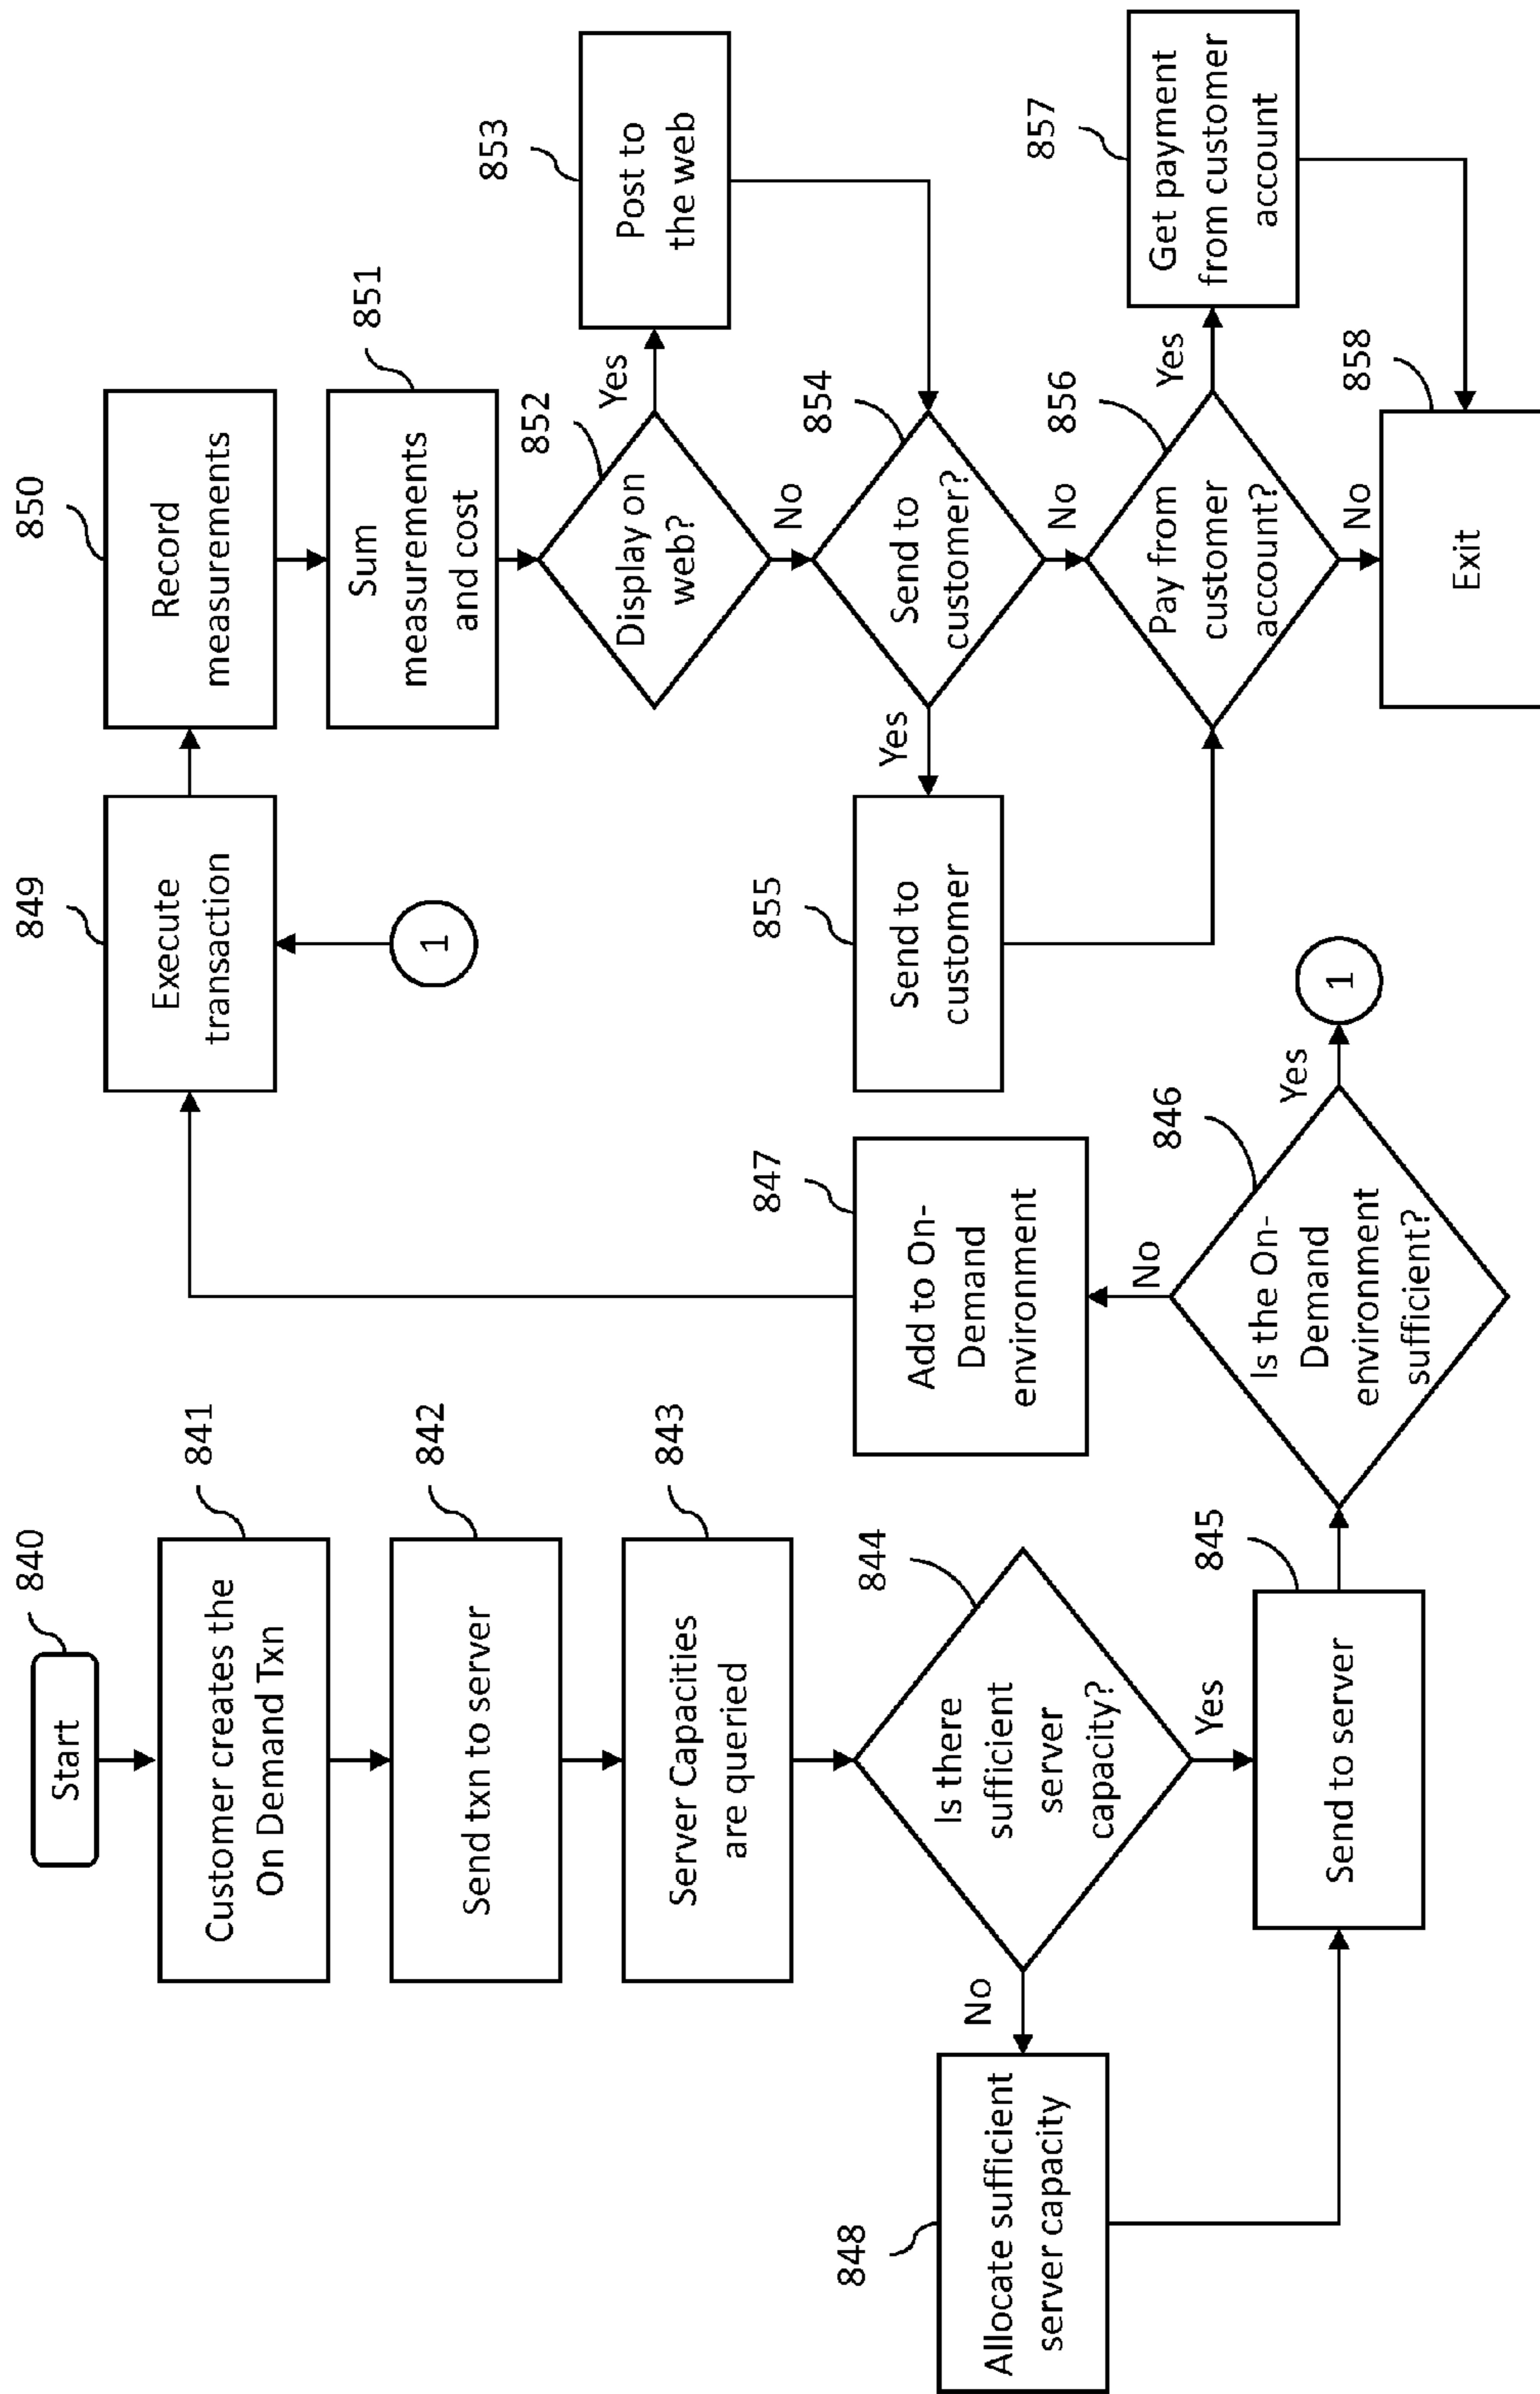 840
Start
841
Customer creates the
On Demand Txn
842
Send txn to server
843
Server Capacities
are queried
844
Is there
sufficient
server
capacity?
No
Yes
848
Allocate sufficient
server capacity
845
Send to server
846
Is the On-
Demand
environment
sufficient?
No
Yes
1
847
Add to On-
Demand
environment
849
Execute
transaction
1
850
Record
measurements
851
Sum
measurements
and cost
852
Display on
web?
Yes
No
853
Post to
the web
854
Send to
customer?
Yes
No
855
Send to
customer
856
Pay from
customer
account?
Yes
No
857
Get payment
from customer
account
858
Exit